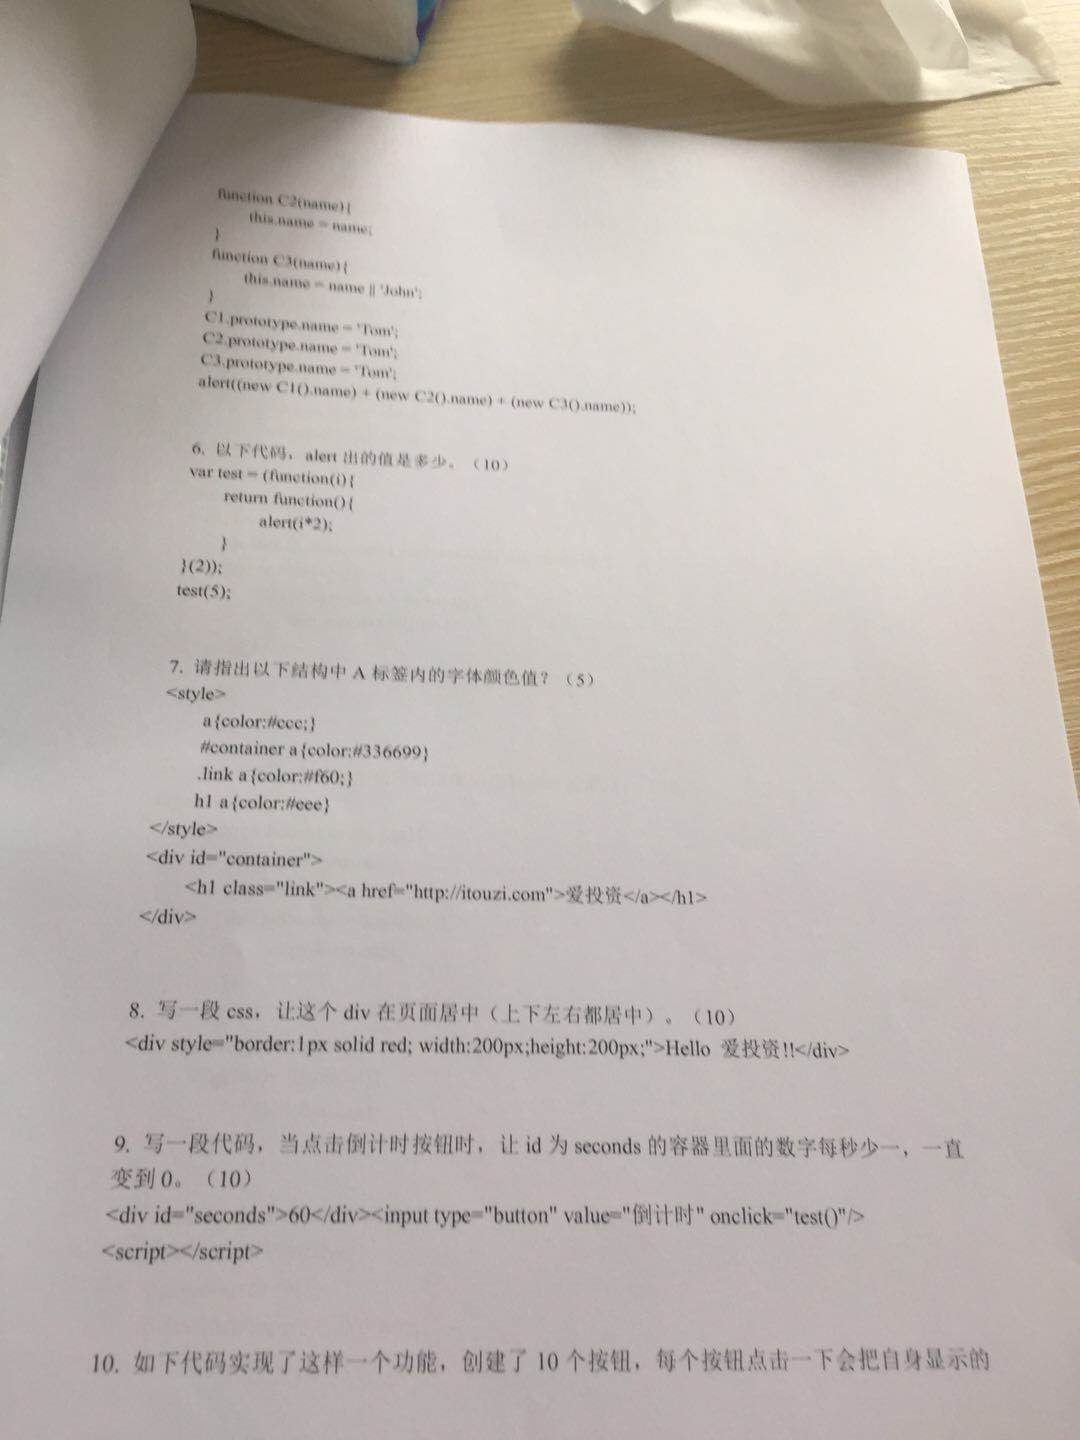 function C2(name){
this.name = name;
}
function C3(name){
this.name = name || 'John';
}
C1.prototype.name = 'Tom';
C2.prototype.name = 'Tom';
C3.prototype.name = 'Tom';
alert((new C1().name) + (new C2().name) + (new C3().name));
6. 以下代码，alert 出的值是多少。（10）
var test = (function(i){
return function(){
alert(i*2);
}
}(2));
test(5);
7. 请指出以下结构中 A 标签内的字体颜色值？（5）
<style>
a{color:#ccc;}
#container a{color:#336699}
.link a{color:#f60;}
h1 a{color:#eee}
</style>
<div id="container">
<h1 class="link"><a href="http://itouzi.com">爱投资</a></h1>
</div>
8. 写一段 css，让这个 div 在页面居中（上下左右都居中）。（10）
<div style="border:1px solid red; width:200px;height:200px;">Hello 爱投资!!</div>
9. 写一段代码，当点击倒计时按钮时，让 id 为 seconds 的容器里面的数字每秒少一，一直
变到 0。（10）
<div id="seconds">60</div><input type="button" value="倒计时" onclick="test()"/>
<script></script>
10. 如下代码实现了这样一个功能，创建了 10 个按钮，每个按钮点击一下会把自身显示的